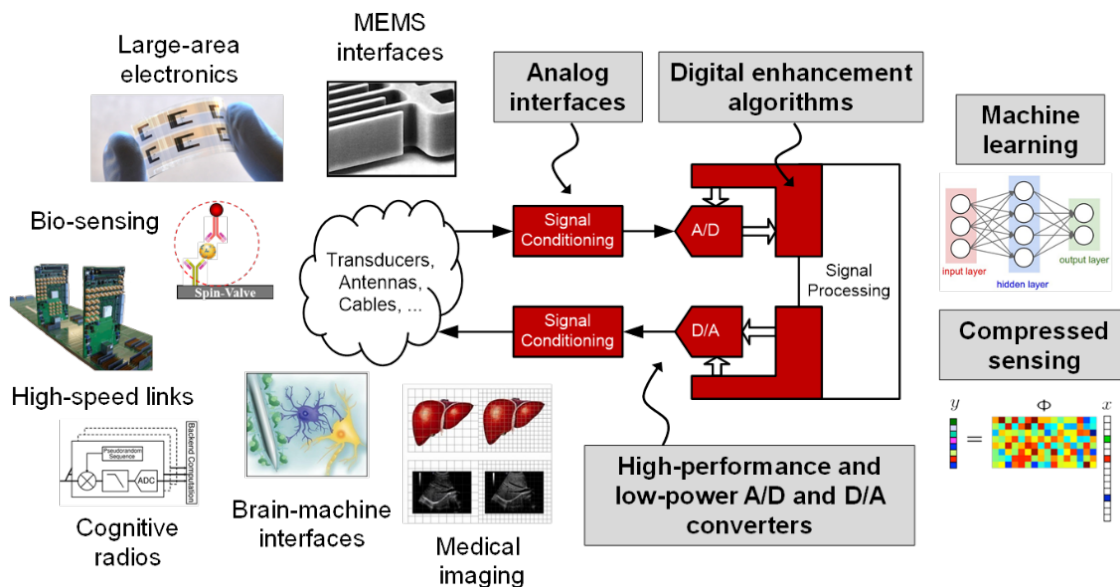 Large-area
electronics
MEMS
interfaces
Analog
interfaces
Digital enhancement
algorithms
Machine
learning
input layer
hidden layer
output layer
Bio-sensing
Spin-Valve
Transducers,
Antennas,
Cables, ...
Signal
Conditioning
A/D
Signal
Processing
Signal
Conditioning
D/A
Compressed
sensing
y
=
Φ
x
High-speed links
Pseudorandom
Sequence
ADC
Backend Computation
Cognitive
radios
Brain-machine
interfaces
Medical
imaging
High-performance and
low-power A/D and D/A
converters